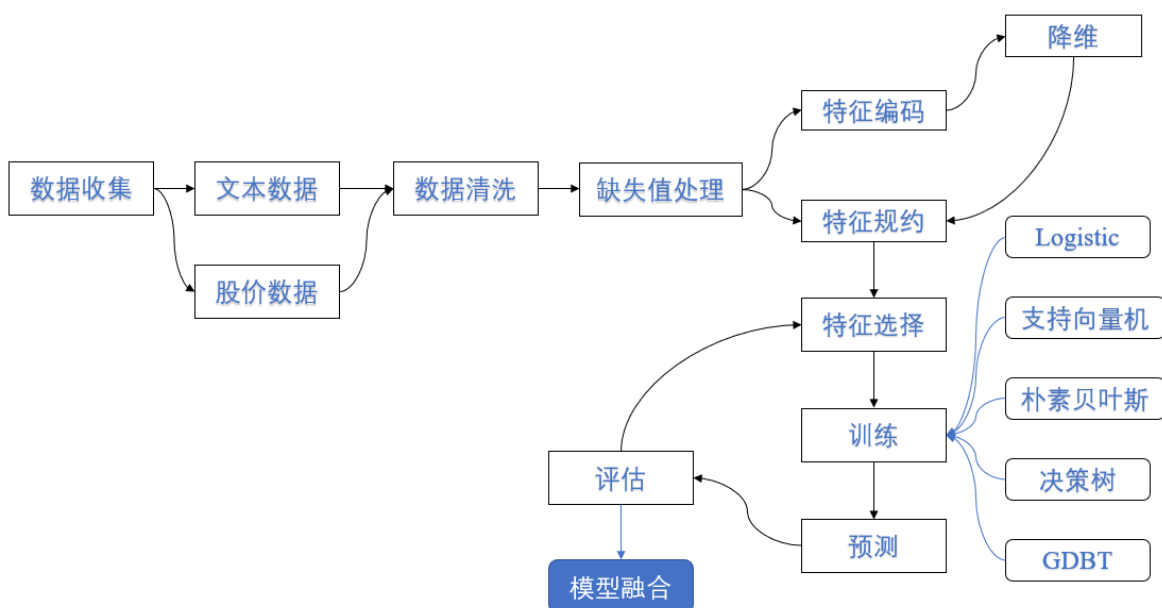 降维
特征编码
数据收集
文本数据
数据清洗
缺失值处理
特征规约
Logistic
股价数据
特征选择
支持向量机
朴素贝叶斯
训练
评估
决策树
预测
GDBT
模型融合